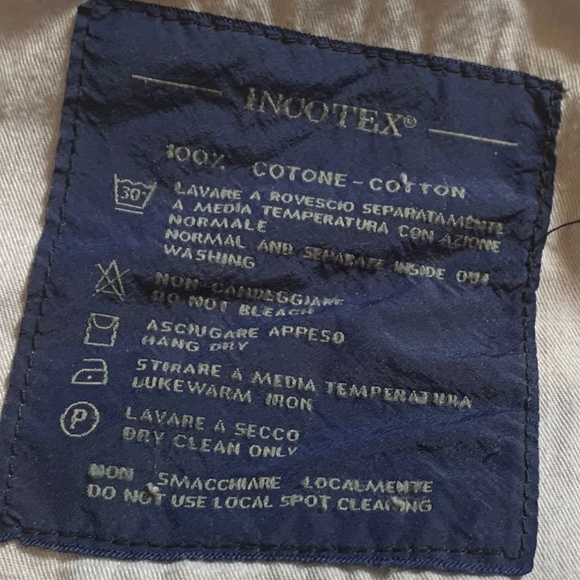 INCOTEX®
100% COTONE - COTTON
30°
LAVARE A ROVESCIO SEPARATAMENTE
A MEDIA TEMPERATURA CON AZIONE
NORMALE
NORMAL AND SEPARATE INSIDE OUT
WASHING
NON CANDEGGIARE
DO NOT BLEACH
ASCIUGARE APPESO
HANG DRY
STIRARE A MEDIA TEMPERATURA
LUKEWARM IRON
P
LAVARE A SECCO
DRY CLEAN ONLY
NON SMACCHIARE LOCALMENTE
DO NOT USE LOCAL SPOT CLEANING